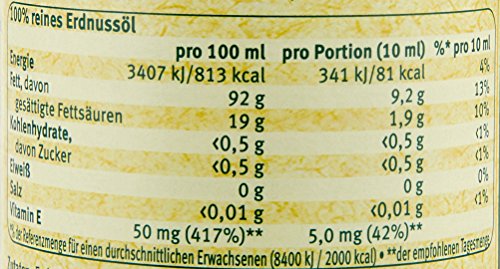 100% reines Erdnussöl
pro 100 ml pro Portion (10 ml) %* pro 10 ml
Energie 3407 kJ/813 kcal 341 kJ/81 kcal 4%
Fett, davon 92 g 9,2 g 13%
gesättigte Fettsäuren 19 g 1,9 g 10%
Kohlenhydrate, <0,5 g <0,5 g <1%
davon Zucker <0,5 g <0,5 g <1%
Eiweiß 0 g 0 g 0%
Salz <0,01 g <0,01 g <1%
Vitamin E 50 mg (417%)** 5,0 mg (42%)**
der Referenzmenge für einen durchschnittlichen Erwachsenen (8400 kJ / 2000 kcal) • **der empfohlenen Tagesmenge